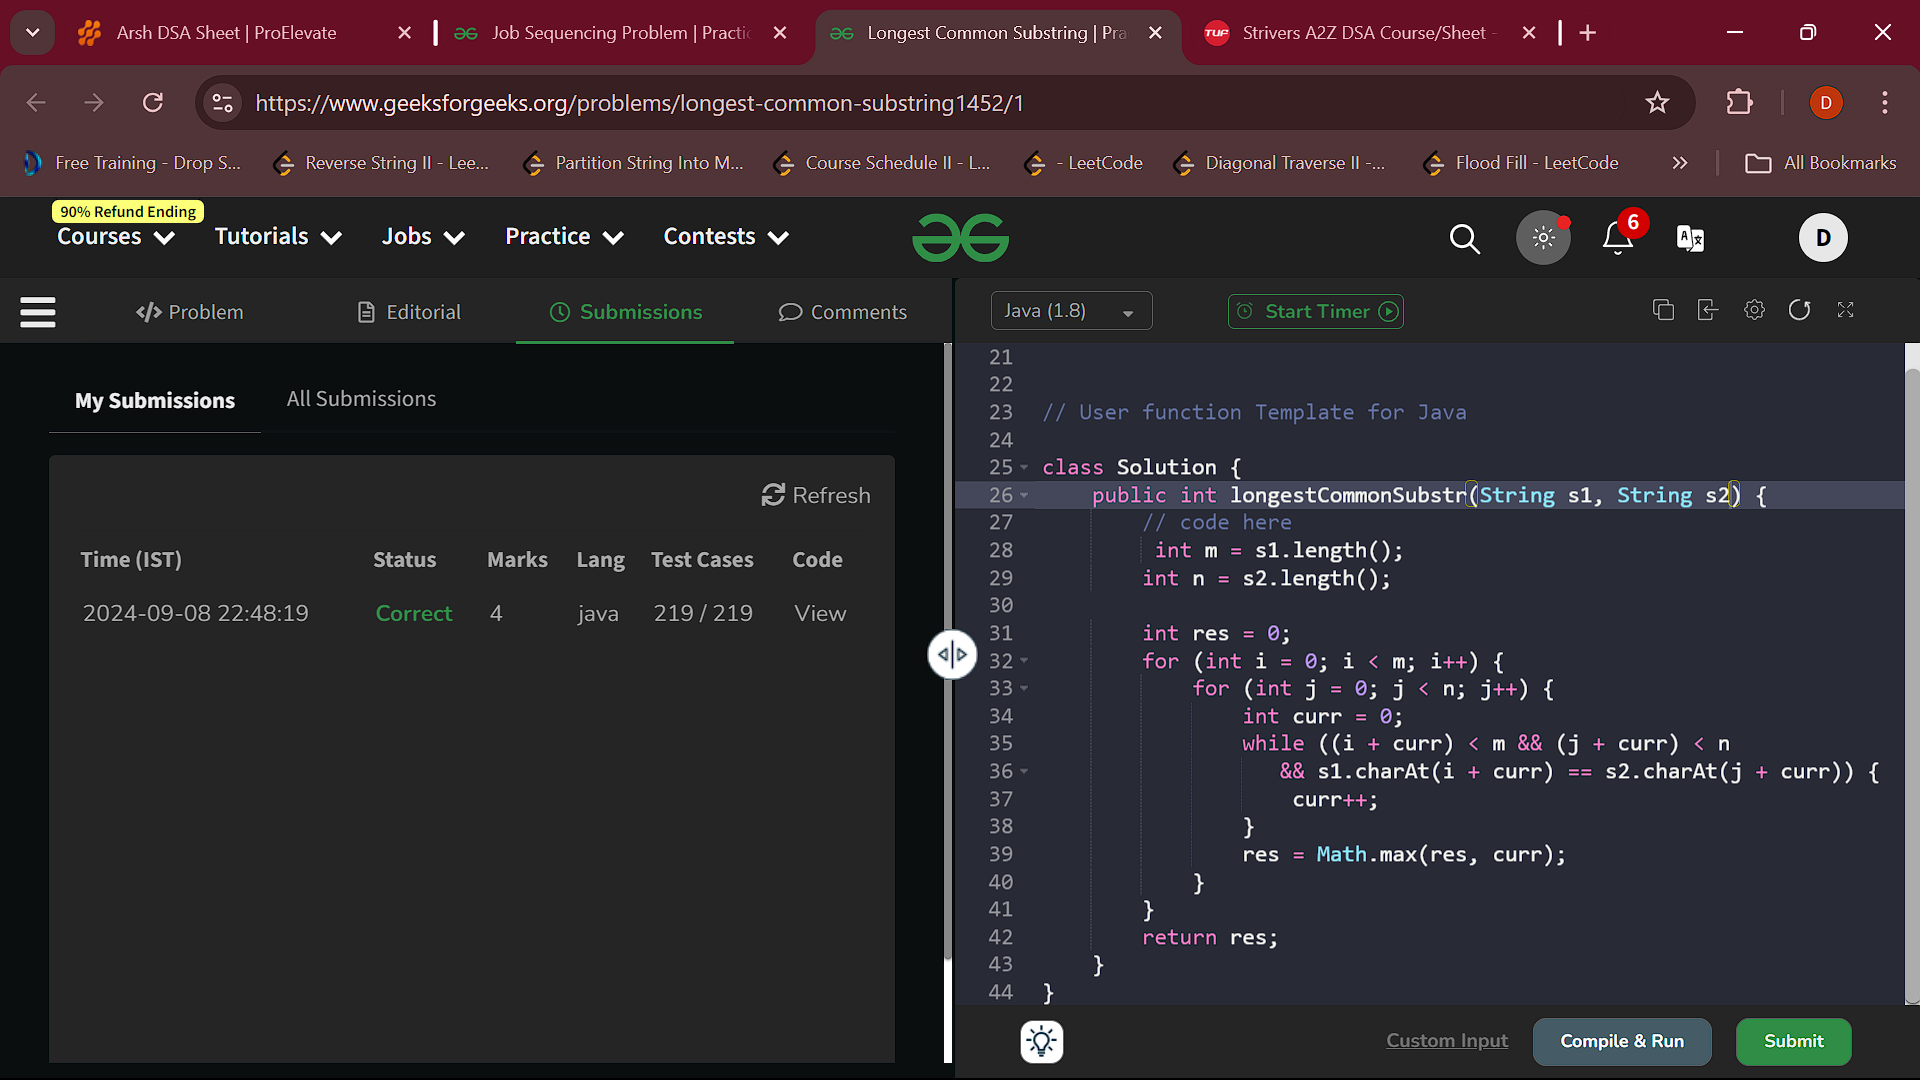 Arsh DSA Sheet | ProElevate
Job Sequencing Problem | Practic
Longest Common Substring | Pra
TUF
Strivers A2Z DSA Course/Sheet -
https://www.geeksforgeeks.org/problems/longest-common-substring1452/1
D
Free Training - Drop S...
Reverse String II - Lee...
Partition String Into M...
Course Schedule II - L...
- LeetCode
Diagonal Traverse II -...
Flood Fill - LeetCode
All Bookmarks
90% Refund Ending
Courses
Tutorials
Jobs
Practice
Contests
6
D
</> Problem
Editorial
Submissions
Comments
Java (1.8)
Start Timer
My Submissions
All Submissions
Refresh
Time (IST) Status Marks Lang Test Cases Code
2024-09-08 22:48:19 Correct 4 java 219 / 219 View
21
22
23 // User function Template for Java
24
25 class Solution {
26 public int longestCommonSubstr(String s1, String s2) {
27 // code here
28 int m = s1.length();
29 int n = s2.length();
30
31 int res = 0;
32 for (int i = 0; i < m; i++) {
33 for (int j = 0; j < n; j++) {
34 int curr = 0;
35 while ((i + curr) < m && (j + curr) < n
36 && s1.charAt(i + curr) == s2.charAt(j + curr)) {
37 curr++;
38 }
39 res = Math.max(res, curr);
40 }
41 }
42 return res;
43 }
44 }
Custom Input
Compile & Run
Submit